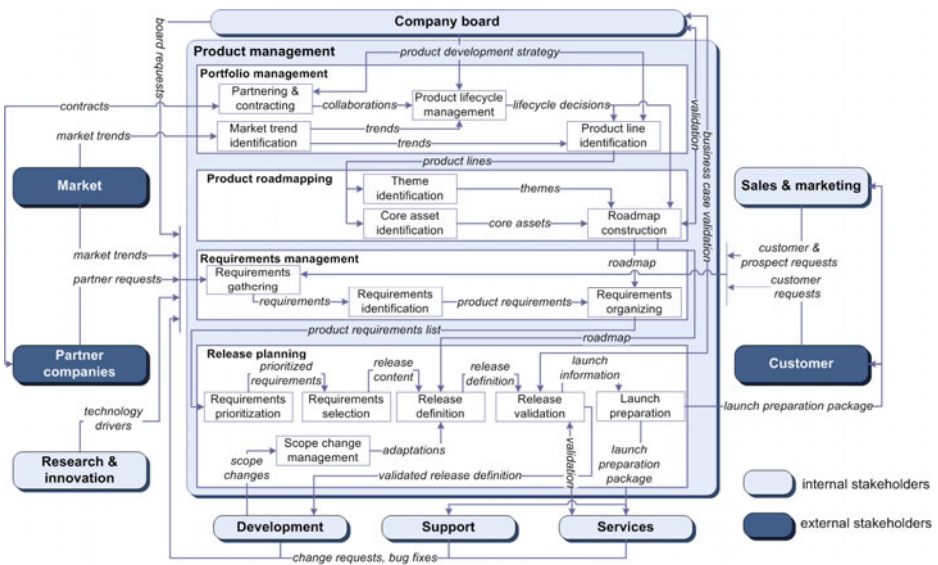 Company board
board requests
Product management
product development strategy
Portfolio management
Partnering &
contracting
collaborations
Product lifecycle
management
lifecycle decisions
contracts
market trends
Market trend
identification
trends
trends
Product line
identification
validation
business case validation
product lines
Market
Product roadmapping
Theme
identification
themes
Core asset
identification
core assets
Roadmap
construction
Sales & marketing
market trends
partner requests
Requirements management
Requirements
gathering
requirements
Requirements
identification
product requirements
roadmap
Requirements
organizing
customer &
prospect requests
customer
requests
product requirements list
roadmap
Partner
companies
Customer
Release planning
prioritized
requirements
release
content
release
definition
launch
information
Requirements
prioritization
Requirements
selection
Release
definition
Release
validation
Launch
preparation
launch preparation package
technology
drivers
Research &
innovation
scope
changes
Scope change
management
adaptations
validated release definition
validation
launch
preparation
package
internal stakeholders
external stakeholders
Development
Support
Services
change requests, bug fixes